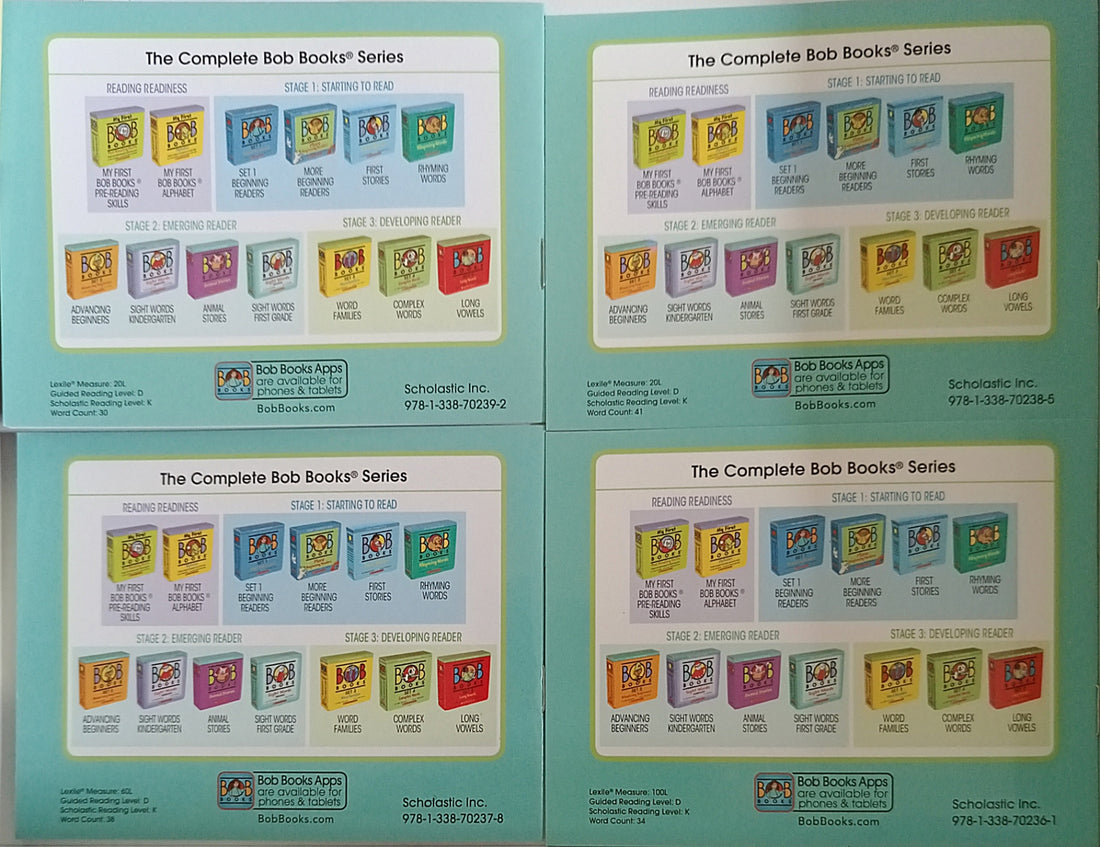 The Complete Bob Books® Series
READING READINESS
STAGE 1: STARTING TO READ
MY FIRST BOB BOOKS® PRE-READING SKILLS
MY FIRST BOB BOOKS® ALPHABET
SET 1 BEGINNING READERS
MORE BEGINNING READERS
FIRST STORIES
RHYMING WORDS
STAGE 2: EMERGING READER
STAGE 3: DEVELOPING READER
ADVANCING BEGINNERS
SIGHT WORDS KINDERGARTEN
ANIMAL STORIES
SIGHT WORDS FIRST GRADE
WORD FAMILIES
COMPLEX WORDS
LONG VOWELS
Lexile® Measure: 20L
Guided Reading Level: D
Scholastic Reading Level: K
Word Count: 30
BOB BOOKS
Bob Books Apps
are available for
phones & tablets
BobBooks.com
Scholastic Inc.
978-1-338-70239-2
The Complete Bob Books® Series
READING READINESS
STAGE 1: STARTING TO READ
MY FIRST BOB BOOKS® PRE-READING SKILLS
MY FIRST BOB BOOKS® ALPHABET
SET 1 BEGINNING READERS
MORE BEGINNING READERS
FIRST STORIES
RHYMING WORDS
STAGE 2: EMERGING READER
STAGE 3: DEVELOPING READER
ADVANCING BEGINNERS
SIGHT WORDS KINDERGARTEN
ANIMAL STORIES
SIGHT WORDS FIRST GRADE
WORD FAMILIES
COMPLEX WORDS
LONG VOWELS
Lexile® Measure: 20L
Guided Reading Level: D
Scholastic Reading Level: K
Word Count: 41
BOB BOOKS
Bob Books Apps
are available for
phones & tablets
BobBooks.com
Scholastic Inc.
978-1-338-70238-5
The Complete Bob Books® Series
READING READINESS
STAGE 1: STARTING TO READ
MY FIRST BOB BOOKS® PRE-READING SKILLS
MY FIRST BOB BOOKS® ALPHABET
SET 1 BEGINNING READERS
MORE BEGINNING READERS
FIRST STORIES
RHYMING WORDS
STAGE 2: EMERGING READER
STAGE 3: DEVELOPING READER
ADVANCING BEGINNERS
SIGHT WORDS KINDERGARTEN
ANIMAL STORIES
SIGHT WORDS FIRST GRADE
WORD FAMILIES
COMPLEX WORDS
LONG VOWELS
Lexile® Measure: 60L
Guided Reading Level: D
Scholastic Reading Level: K
Word Count: 38
BOB BOOKS
Bob Books Apps
are available for
phones & tablets
BobBooks.com
Scholastic Inc.
978-1-338-70237-8
The Complete Bob Books® Series
READING READINESS
STAGE 1: STARTING TO READ
MY FIRST BOB BOOKS® PRE-READING SKILLS
MY FIRST BOB BOOKS® ALPHABET
SET 1 BEGINNING READERS
MORE BEGINNING READERS
FIRST STORIES
RHYMING WORDS
STAGE 2: EMERGING READER
STAGE 3: DEVELOPING READER
ADVANCING BEGINNERS
SIGHT WORDS KINDERGARTEN
ANIMAL STORIES
SIGHT WORDS FIRST GRADE
WORD FAMILIES
COMPLEX WORDS
LONG VOWELS
Lexile® Measure: 100L
Guided Reading Level: D
Scholastic Reading Level: K
Word Count: 34
BOB BOOKS
Bob Books Apps
are available for
phones & tablets
BobBooks.com
Scholastic Inc.
978-1-338-70236-1